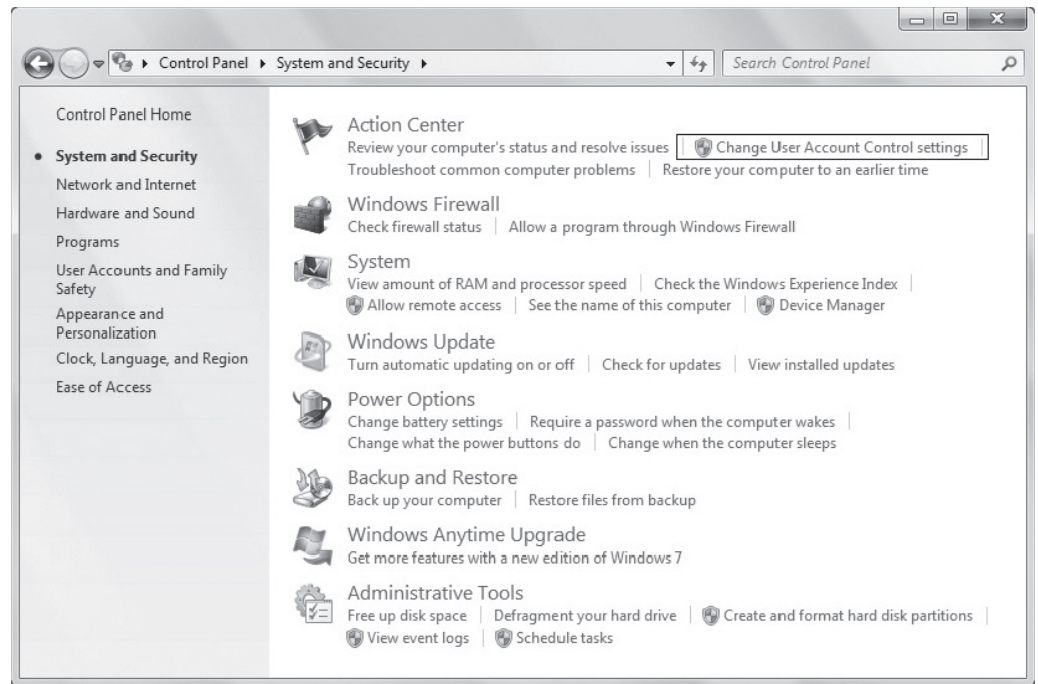 Control Panel System and Security Search Control Panel
Control Panel Home
System and Security
Network and Internet
Hardware and Sound
Programs
User Accounts and Family
Safety
Appearance and
Personalization
Clock, Language, and Region
Ease of Access
Action Center
Review your computer's status and resolve issues Change User Account Control settings
Troubleshoot common computer problems Restore your computer to an earlier time
Windows Firewall
Check firewall status Allow a program through Windows Firewall
System
View amount of RAM and processor speed Check the Windows Experience Index
Allow remote access See the name of this computer Device Manager
Windows Update
Turn automatic updating on or off Check for updates View installed updates
Power Options
Change battery settings Require a password when the computer wakes
Change what the power buttons do Change when the computer sleeps
Backup and Restore
Back up your computer Restore files from backup
Windows Anytime Upgrade
Get more features with a new edition of Windows 7
Administrative Tools
Free up disk space Defragment your hard drive Create and format hard disk partitions
View event logs Schedule tasks